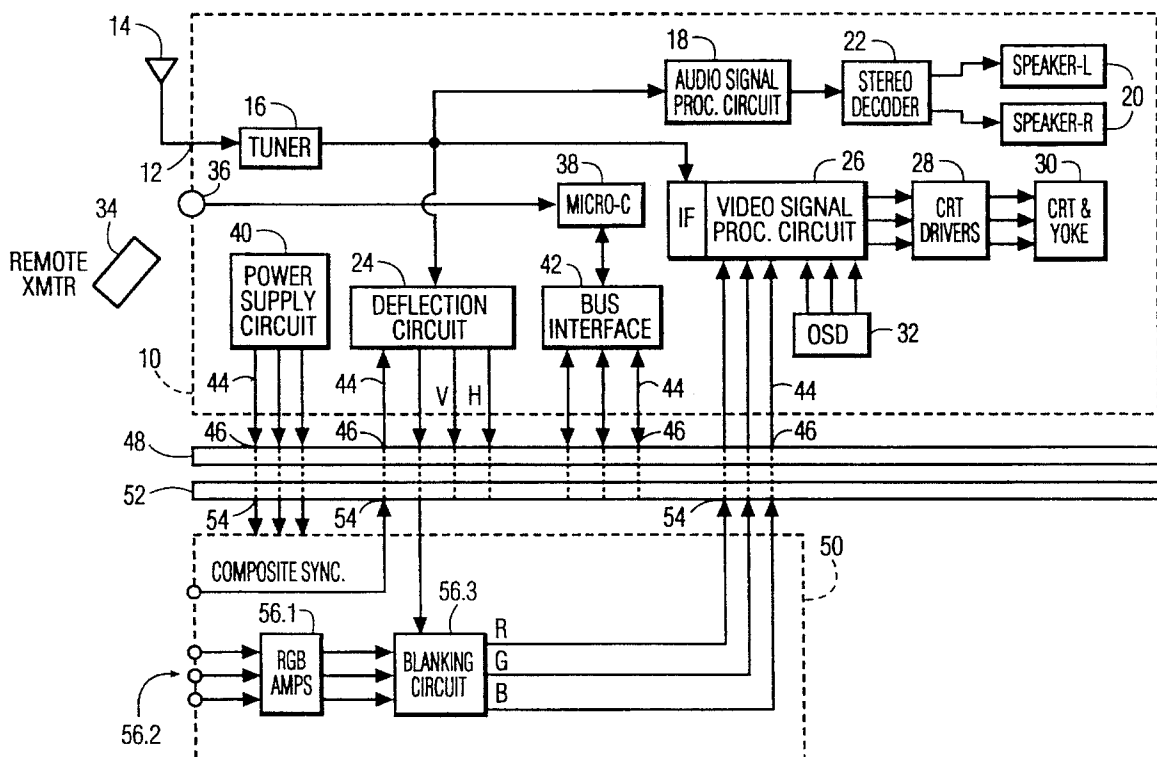 14
16
TUNER
12
36
34
REMOTE
XMTR
18
AUDIO SIGNAL
PROC. CIRCUIT
22
STEREO
DECODER
SPEAKER-L
SPEAKER-R
20
38
MICRO-C
26
IF
VIDEO SIGNAL
PROC. CIRCUIT
28
CRT
DRIVERS
30
CRT &
YOKE
40
POWER
SUPPLY
CIRCUIT
24
DEFLECTION
CIRCUIT
42
BUS
INTERFACE
OSD
32
10
44
44
V
H
44
44
46
46
46
46
48
52
54
54
54
50
COMPOSITE SYNC.
56.1
RGB
AMPS
56.3
BLANKING
CIRCUIT
R
G
B
56.2